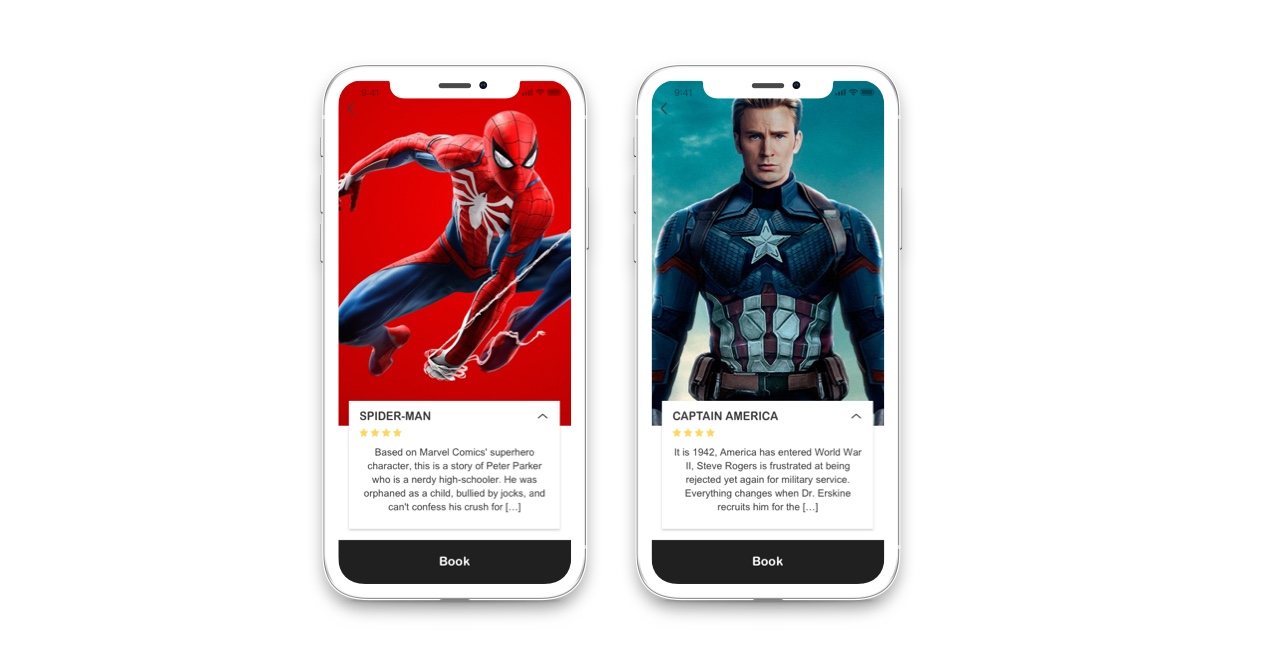 9:41
SPIDER-MAN
Based on Marvel Comics' superhero
character, this is a story of Peter Parker
who is a nerdy high-schooler. He was
orphaned as a child, bullied by jocks, and
can't confess his crush for [...]
Book
9:41
CAPTAIN AMERICA
It is 1942, America has entered World War
II, Steve Rogers is frustrated at being
rejected yet again for military service.
Everything changes when Dr. Erskine
recruits him for the [...]
Book